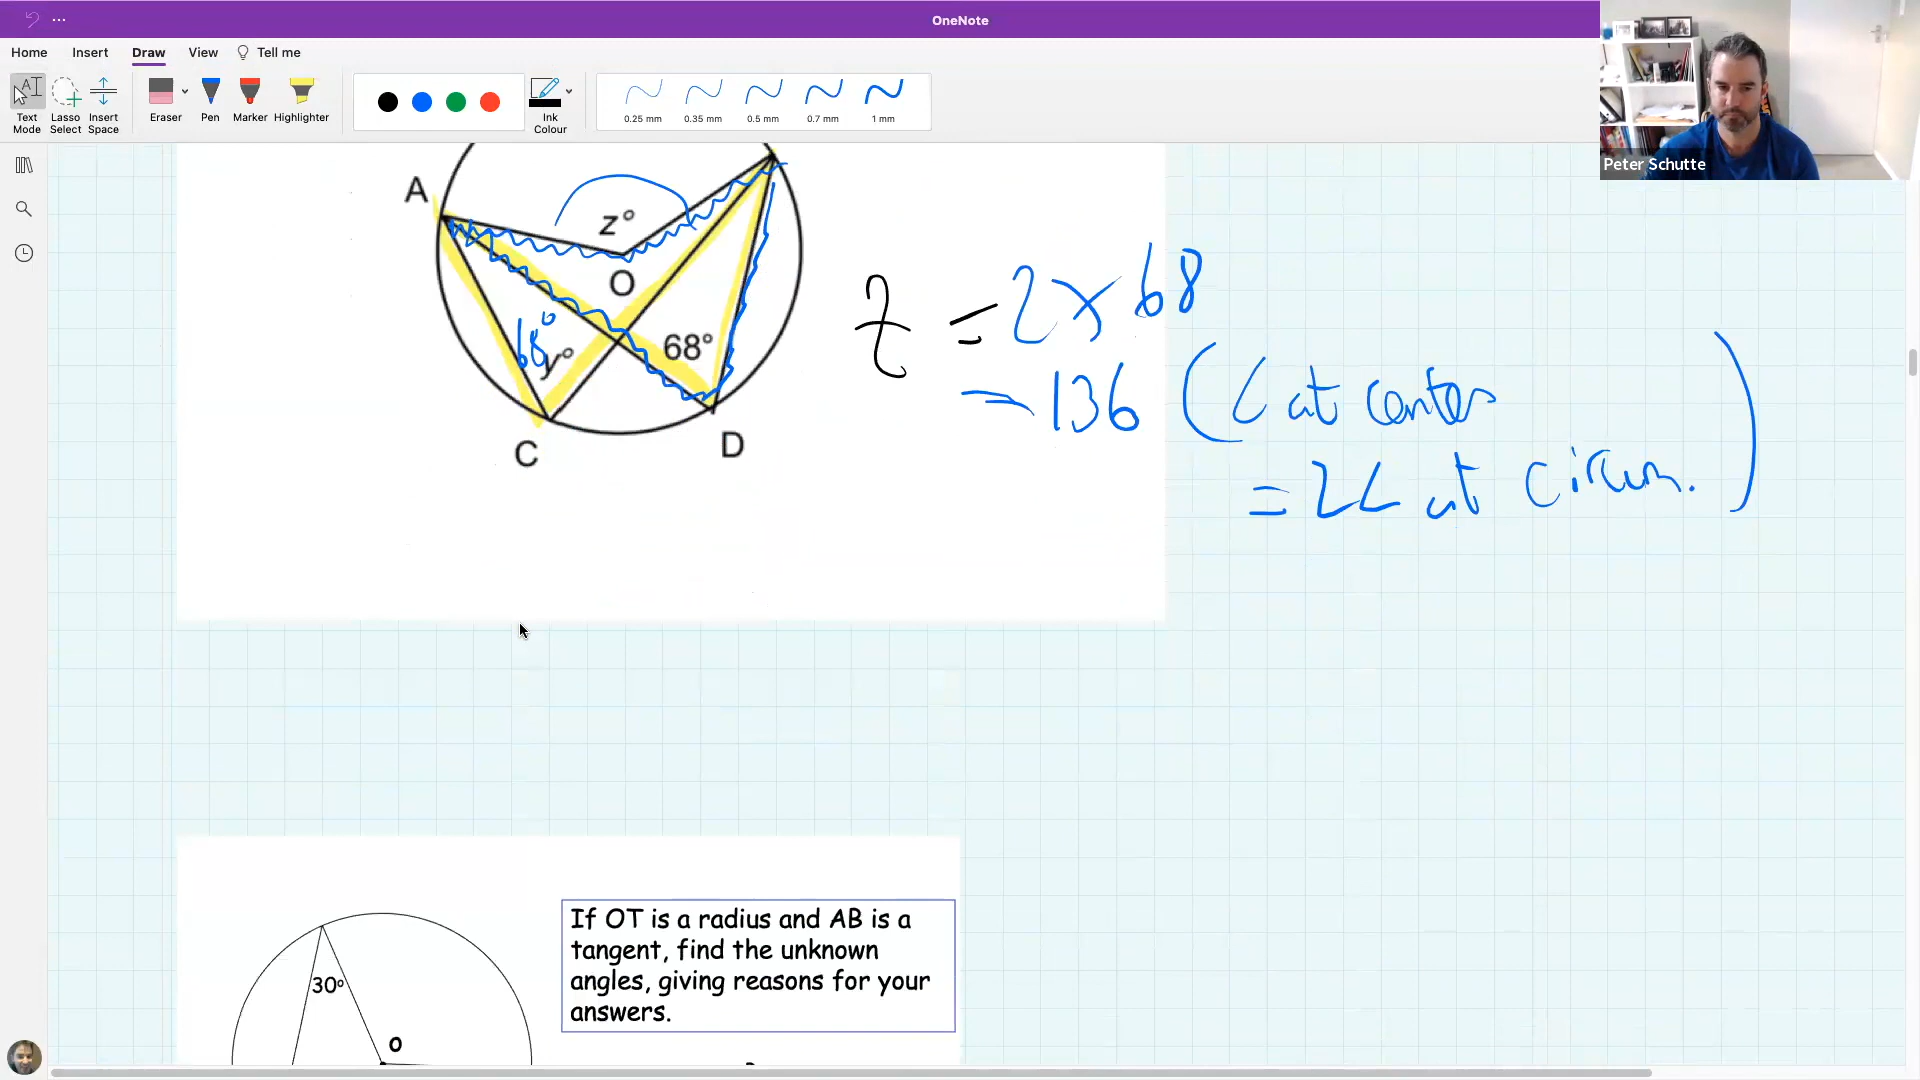 OneNote
Home Insert Draw View Tell me
Text Mode
Lasso Select
Insert Space
Eraser
Pen
Marker
Highlighter
Ink Colour
0.25 mm
0.35 mm
0.5 mm
0.7 mm
1 mm
Peter Schutte
A
z°
O
68°
y°
68°
C
D
z = 2 × 68
= 136 (∠ at center
= 2∠ at circum.)
If OT is a radius and AB is a
tangent, find the unknown
angles, giving reasons for your
answers.
30°
O